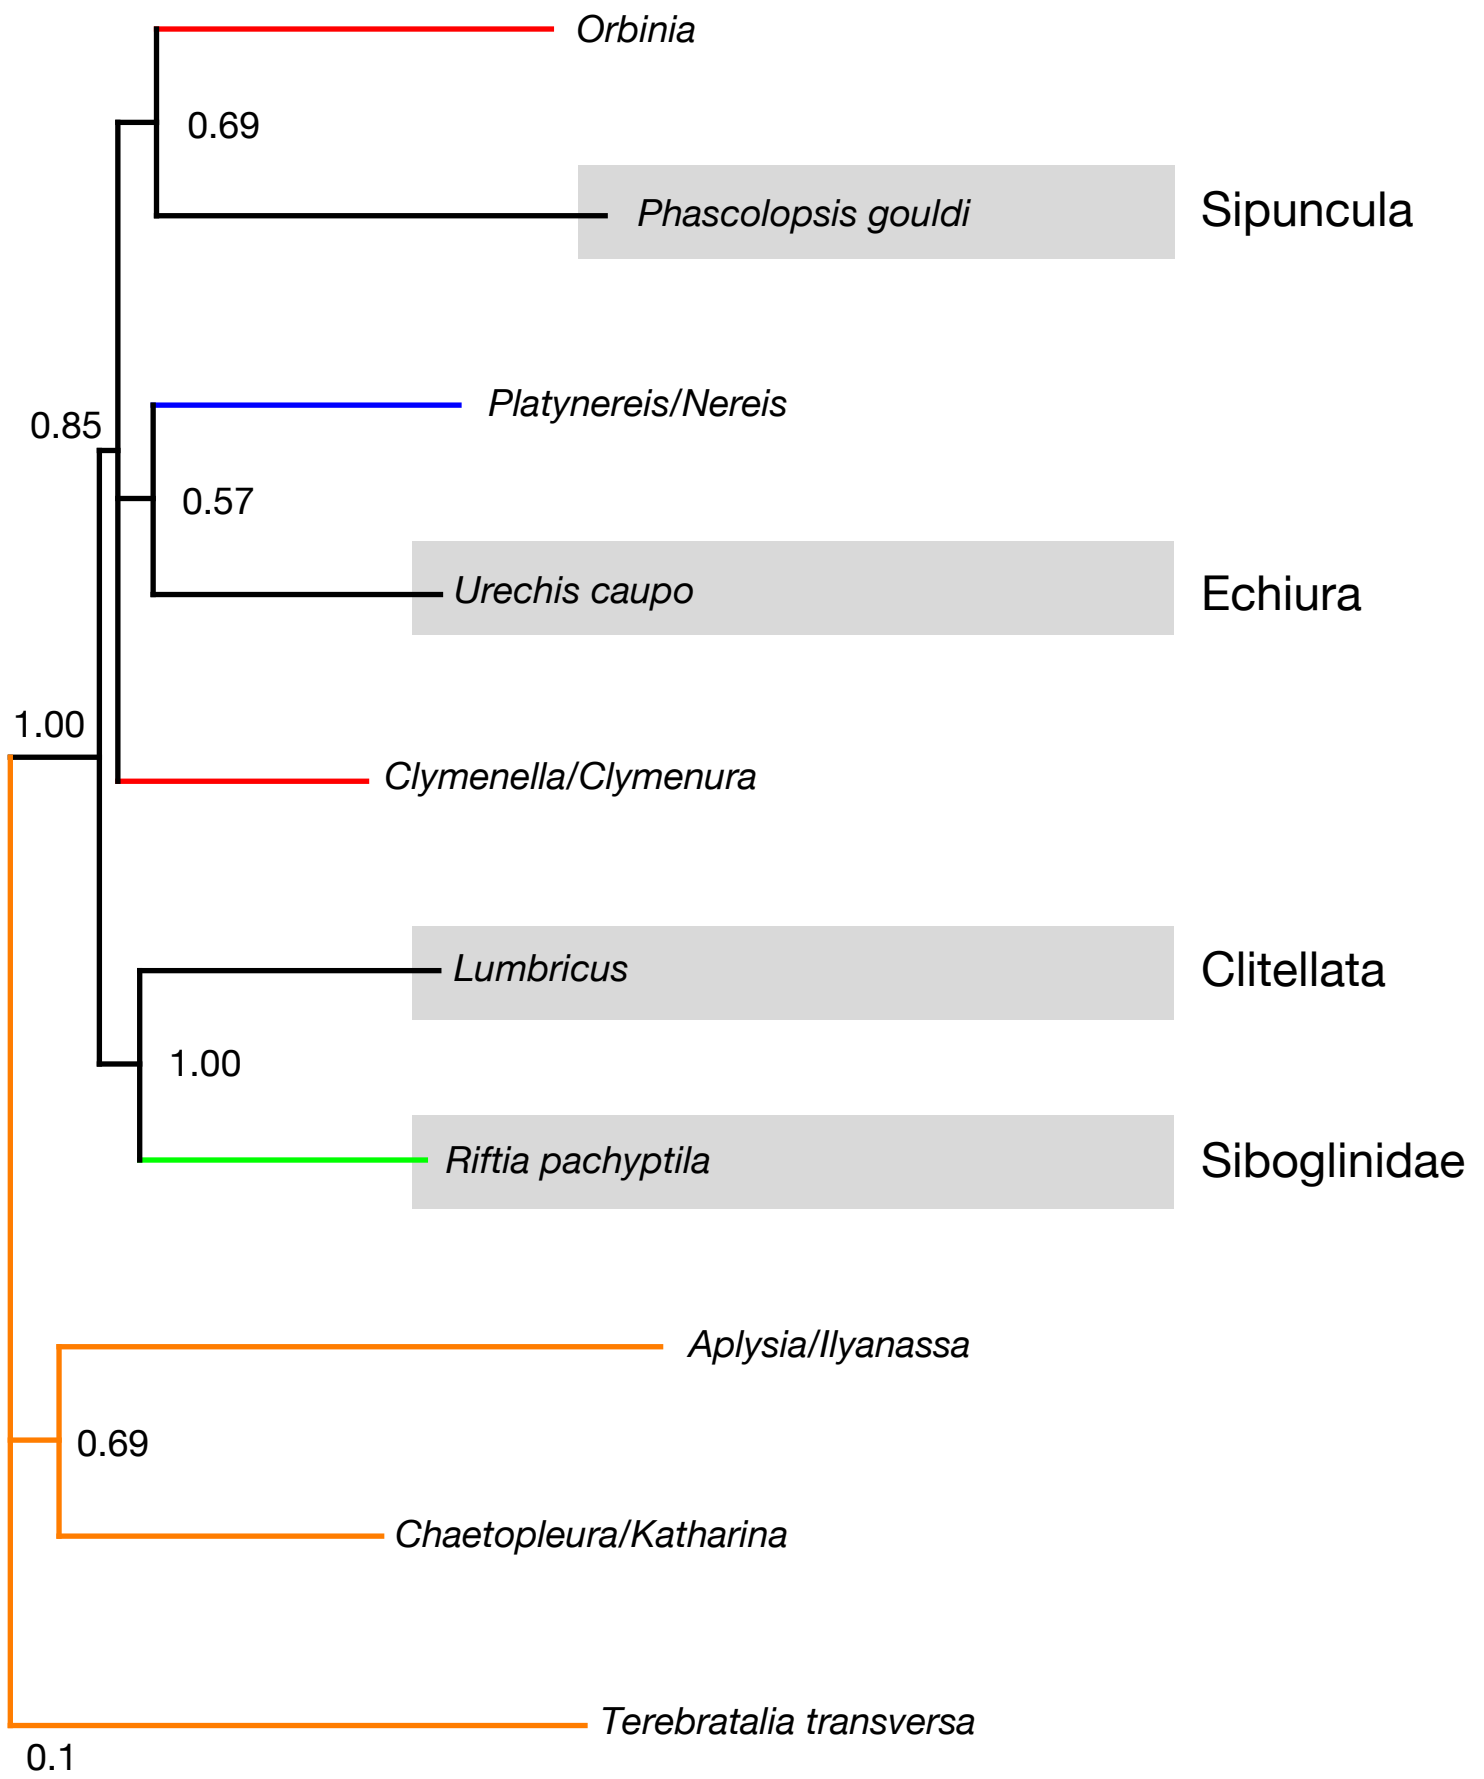 Orbinia
0.69
Phascolopsis gouldi
Sipuncula
Platynereis/Nereis
0.85
0.57
Urechis caupo
Echiura
1.00
Clymenella/Clymenura
Lumbricus
Clitellata
1.00
Riftia pachyptila
Siboglinidae
Aplysia/Ilyanassa
0.69
Chaetopleura/Katharina
Terebratalia transversa
0.1